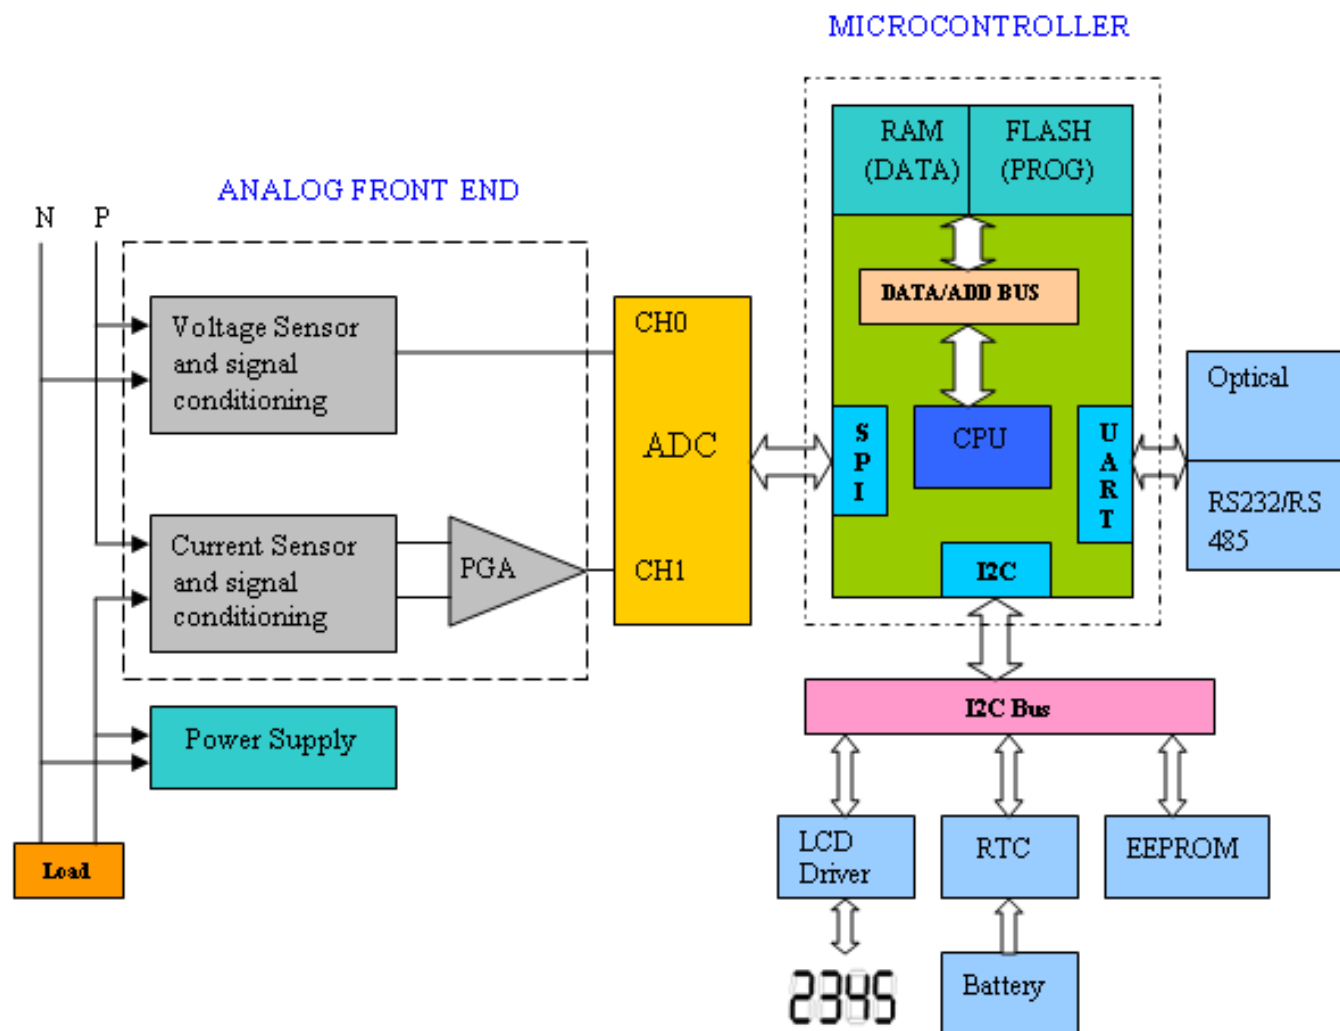 MICROCONTROLLER
RAM
(DATA)
FLASH
(PROG)
ANALOG FRONT END
N
P
DATA/ADD BUS
Voltage Sensor
and signal
conditioning
CH0
Optical
ADC
SPI
CPU
UART
RS232/RS
485
Current Sensor
and signal
conditioning
PGA
CH1
I2C
I2C Bus
Power Supply
LCD
Driver
RTC
EEPROM
Load
2345
Battery